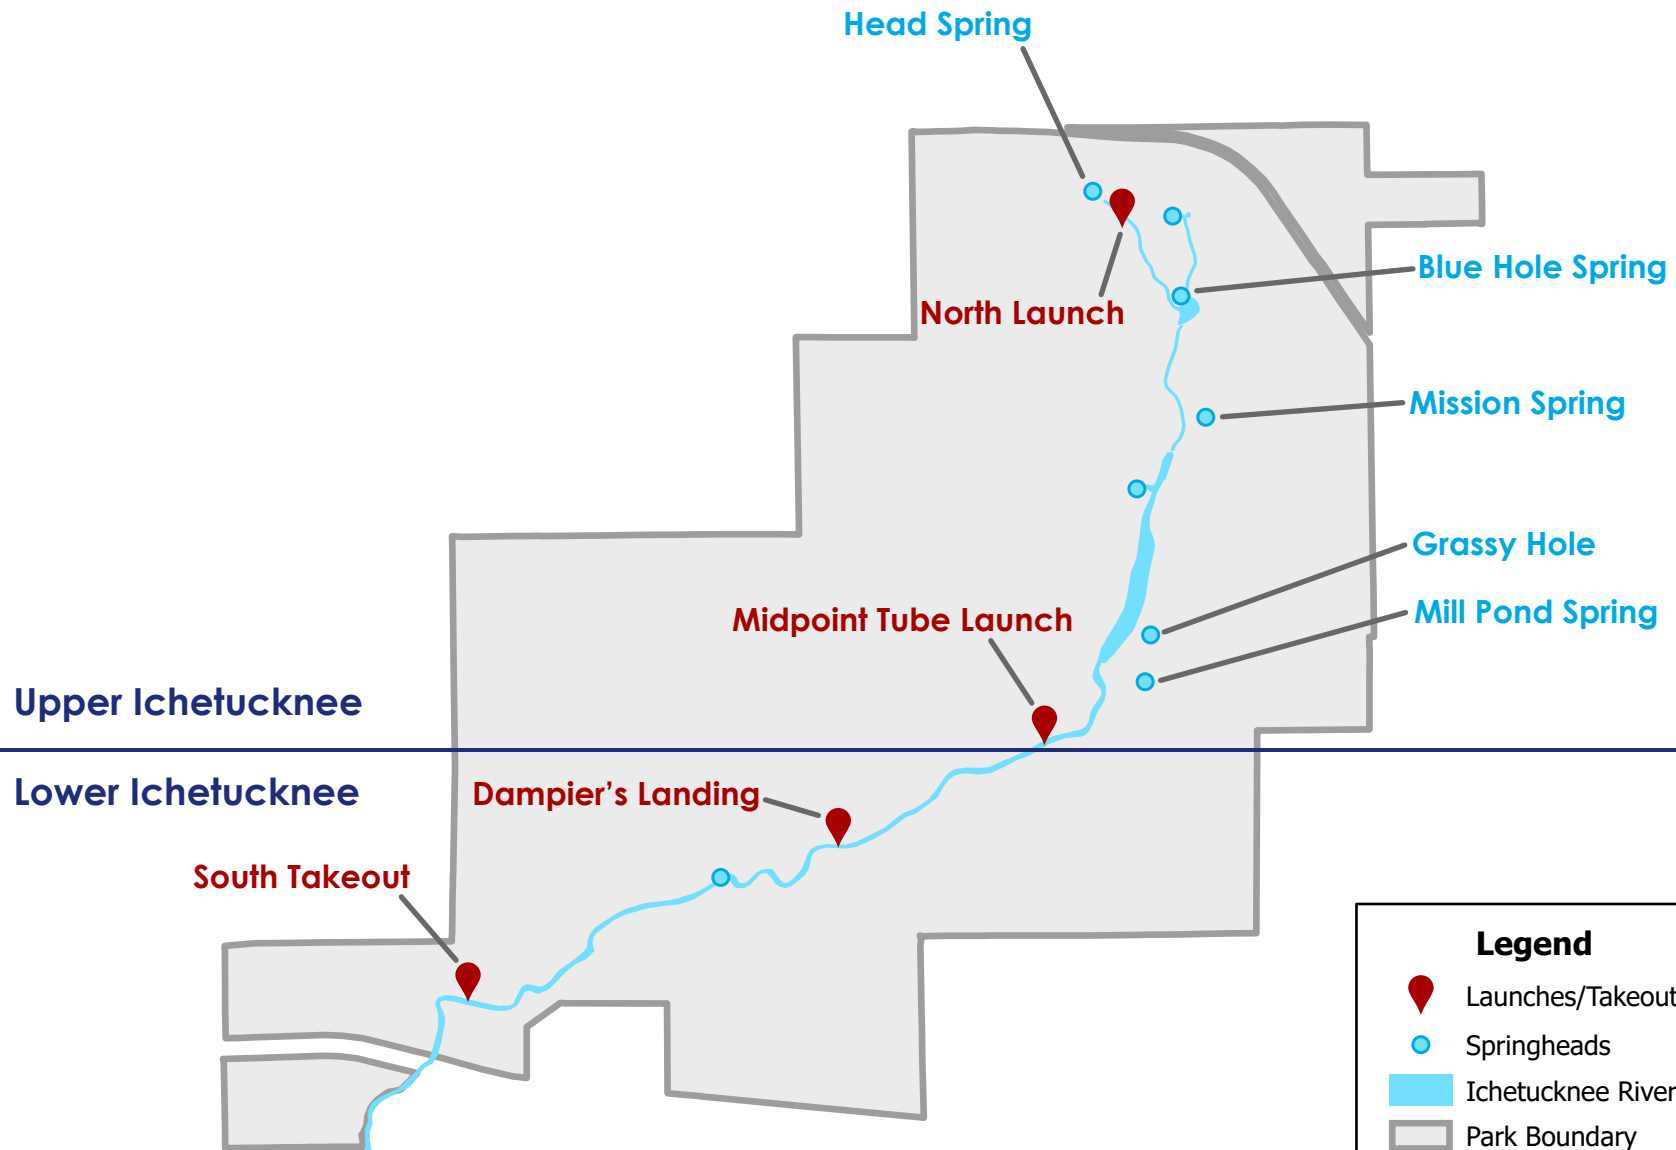 Head Spring
Blue Hole Spring
North Launch
Mission Spring
Grassy Hole
Mill Pond Spring
Midpoint Tube Launch
Upper Ichetucknee
Lower Ichetucknee
Dampier’s Landing
South Takeout
Legend
Launches/Takeout
Springheads
Ichetucknee River
Park Boundary